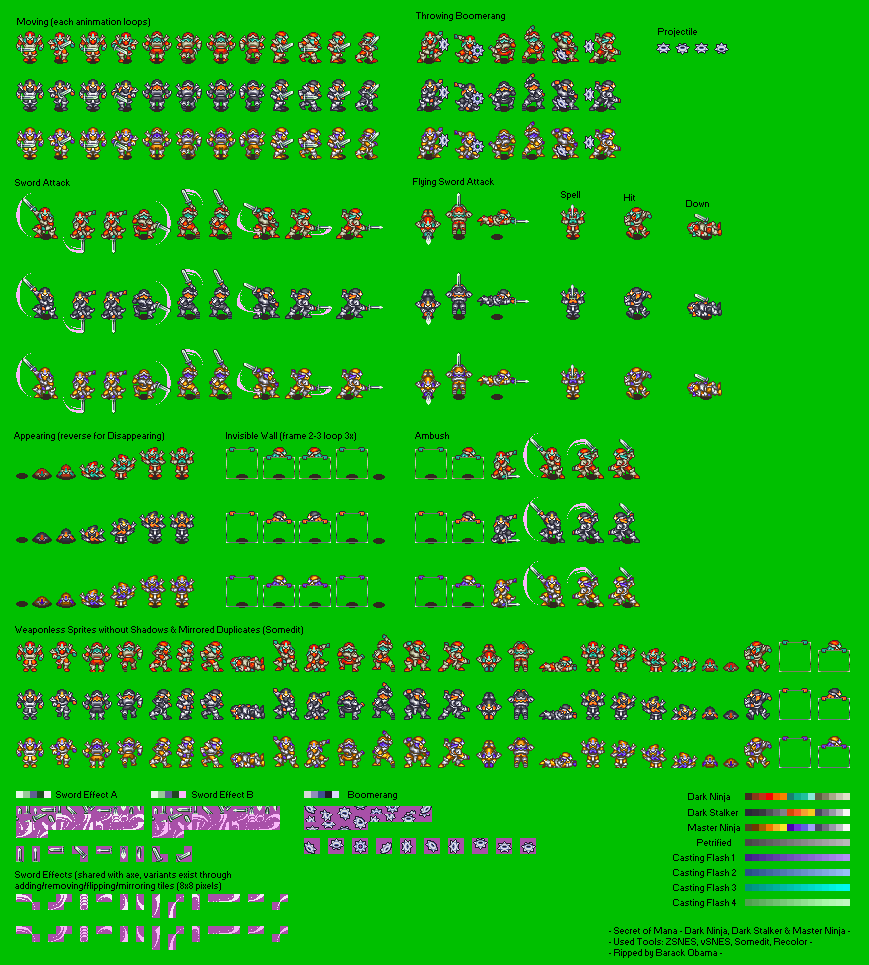 Moving (each aninmation loops)
Throwing Boomerang
Projectile
Sword Attack
Flying Sword Attack
Spell
Hit
Down
Appearing (reverse for Disappearing)
Invisible Wall (frame 2-3 loop 3x)
Ambush
Weaponless Sprites without Shadows & Mirrored Duplicates (Somedit)
Sword Effect A
Sword Effect B
Boomerang
Dark Ninja
Dark Stalker
Master Ninja
Petrified
Casting Flash 1
Casting Flash 2
Casting Flash 3
Casting Flash 4
Sword Effects (shared with axe, variants exist through
adding/removing/flipping/mirroring tiles (8x8 pixels)
- Secret of Mana - Dark Ninja, Dark Stalker & Master Ninja -
- Used Tools: ZSNES, vSNES, Somedit, Recolor -
- Ripped by Barack Obama -